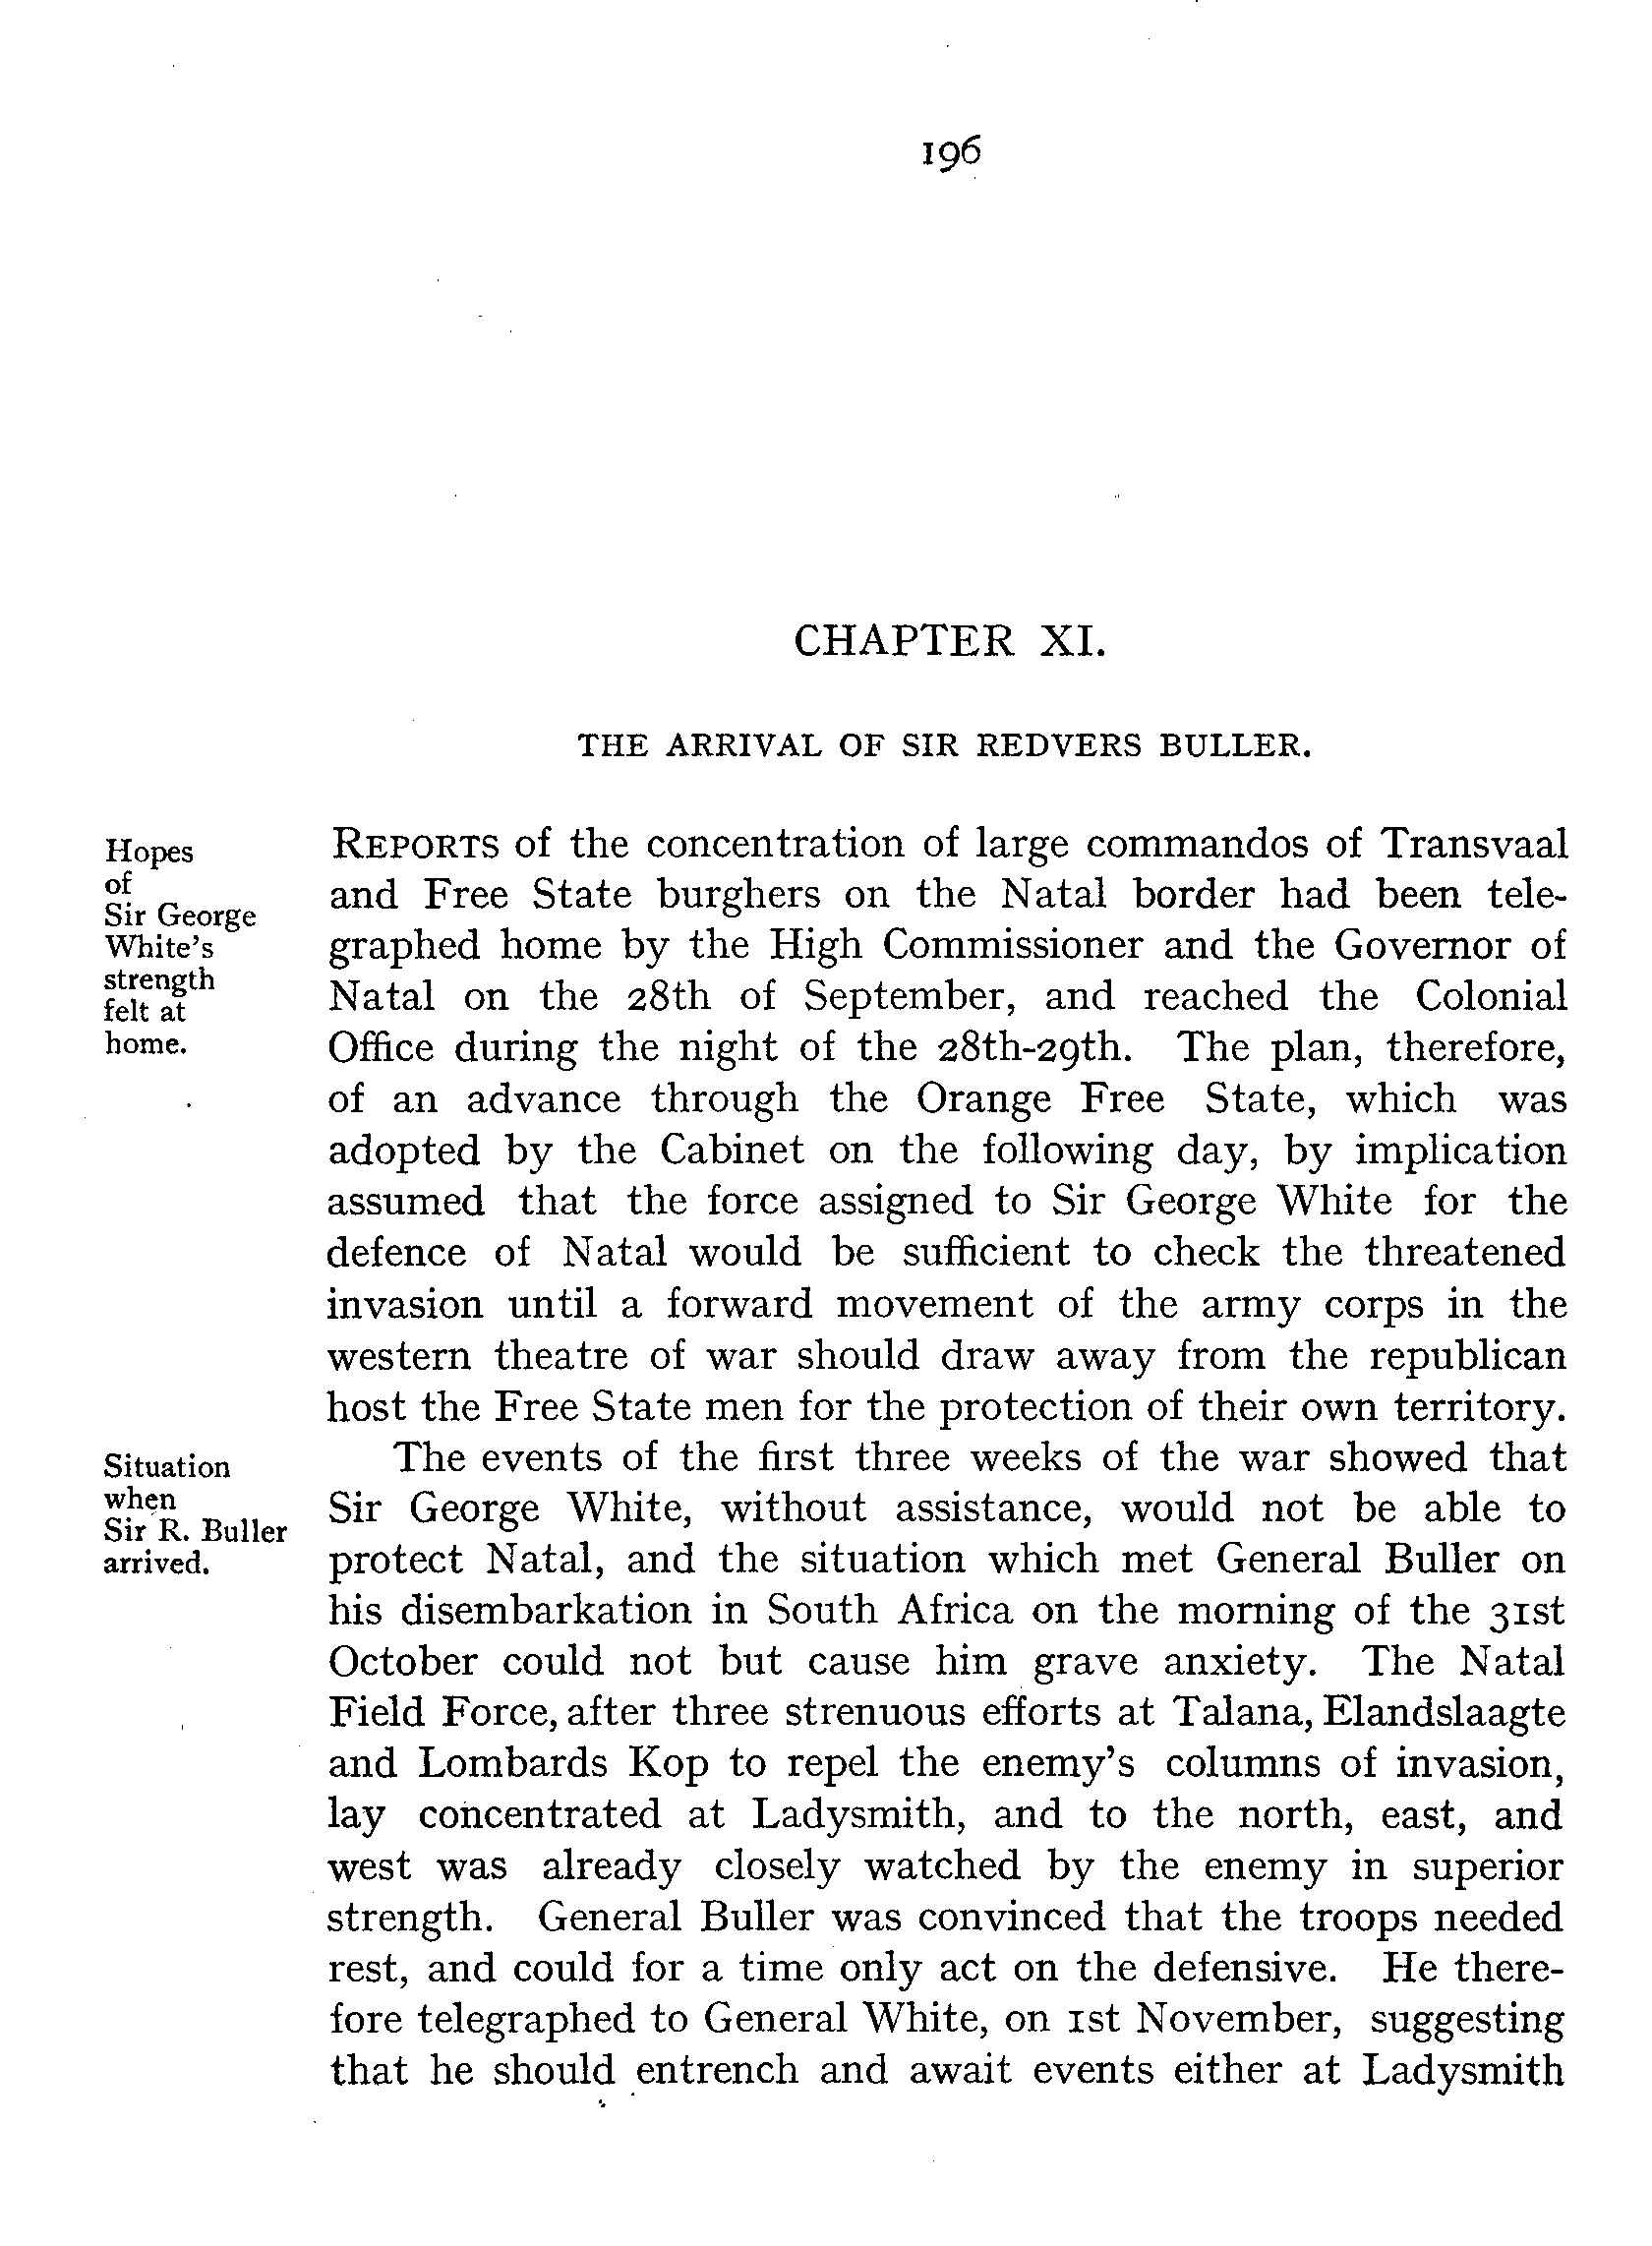 196
CHAPTER XI.
THE ARRIVAL OF SIR REDVERS BULLER.
Hopes
of
Sir George
White's
strength
felt at
home.
REPORTS of the concentration of large commandos of Transvaal
and Free State burghers on the Natal border had been tele-
graphed home by the High Commissioner and the Governor of
Natal on the 28th of September, and reached the Colonial
Office during the night of the 28th-29th. The plan, therefore,
of an advance through the Orange Free State, which was
adopted by the Cabinet on the following day, by implication
assumed that the force assigned to Sir George White for the
defence of Natal would be sufficient to check the threatened
invasion until a forward movement of the army corps in the
western theatre of war should draw away from the republican
host the Free State men for the protection of their own territory.
Situation
when
Sir R. Buller
arrived.
The events of the first three weeks of the war showed that
Sir George White, without assistance, would not be able to
protect Natal, and the situation which met General Buller on
his disembarkation in South Africa on the morning of the 31st
October could not but cause him grave anxiety. The Natal
Field Force, after three strenuous efforts at Talana, Elandslaagte
and Lombards Kop to repel the enemy's columns of invasion,
lay concentrated at Ladysmith, and to the north, east, and
west was already closely watched by the enemy in superior
strength. General Buller was convinced that the troops needed
rest, and could for a time only act on the defensive. He there-
fore telegraphed to General White, on 1st November, suggesting
that he should entrench and await events either at Ladysmith